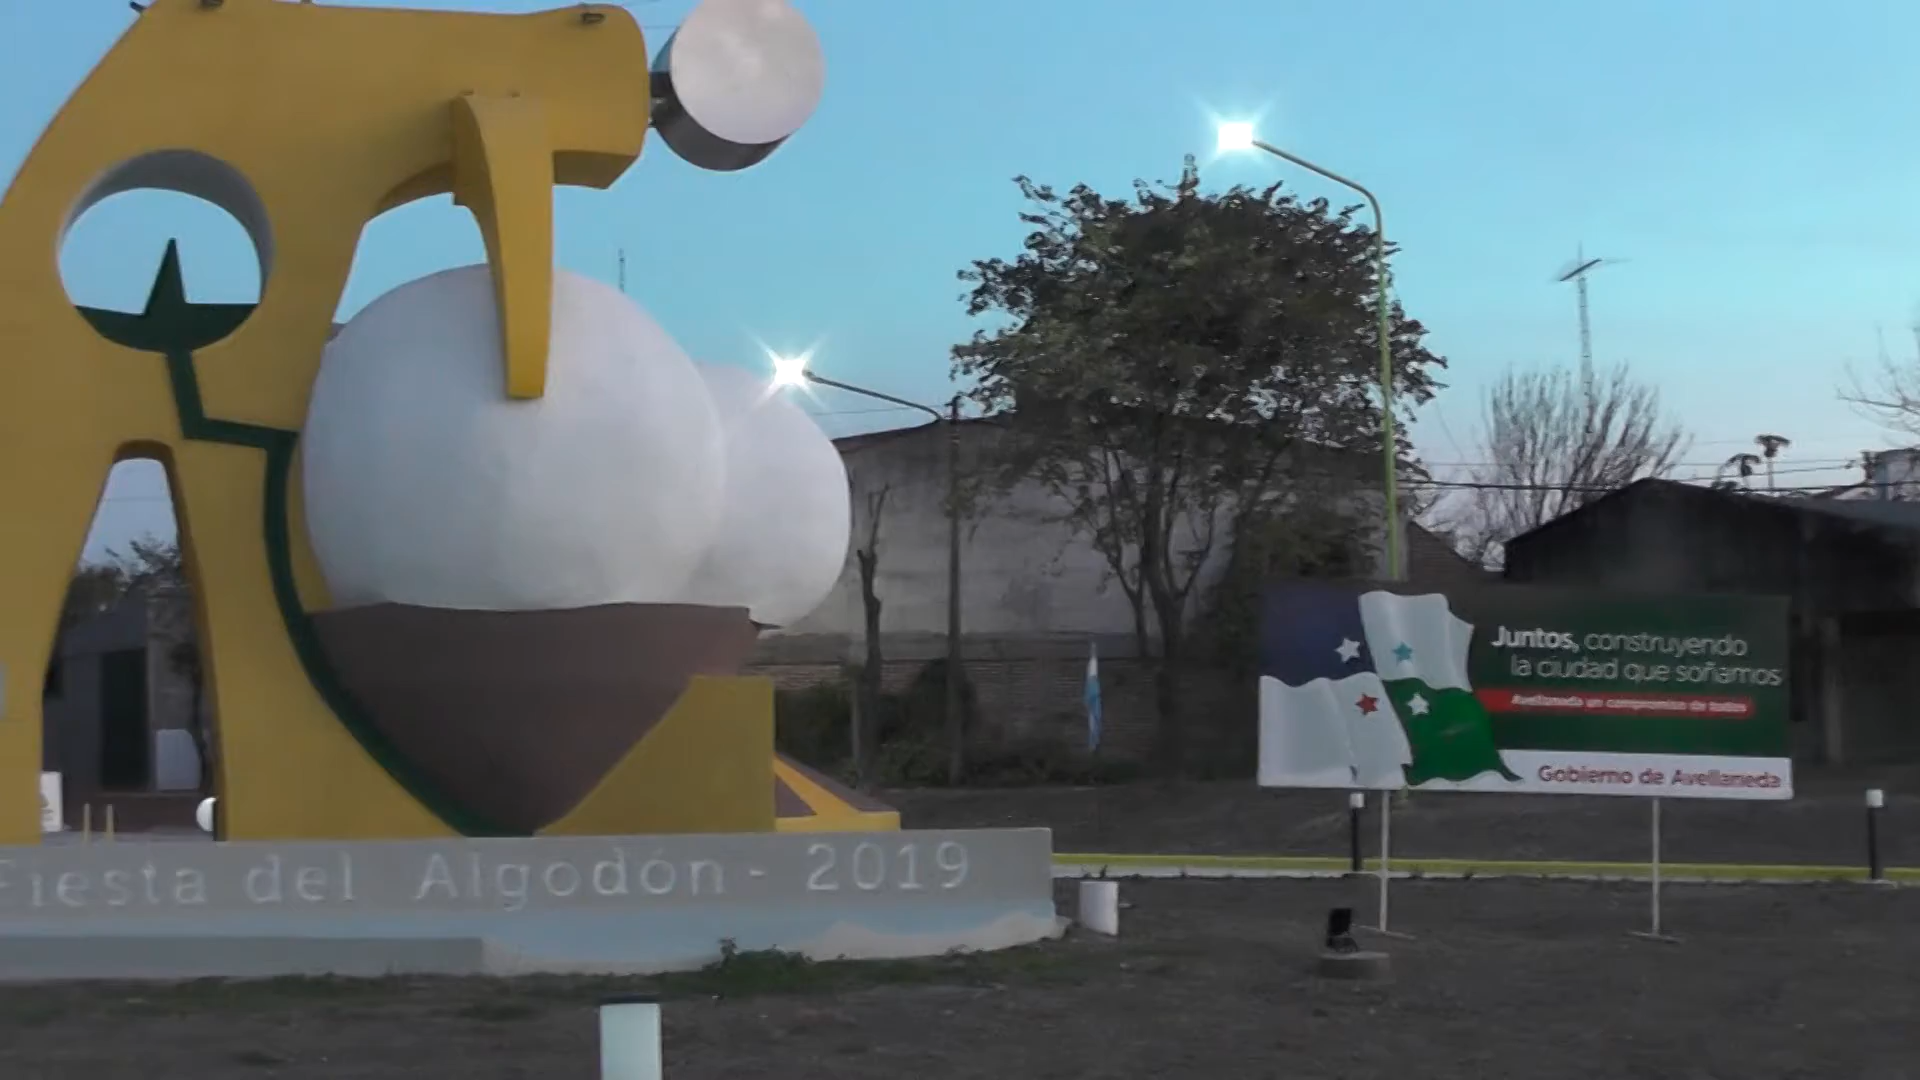 Fiesta del Algodón - 2019
Juntos, construyendo
la ciudad que soñamos
Avellaneda un compromiso de todos
Gobierno de Avellaneda